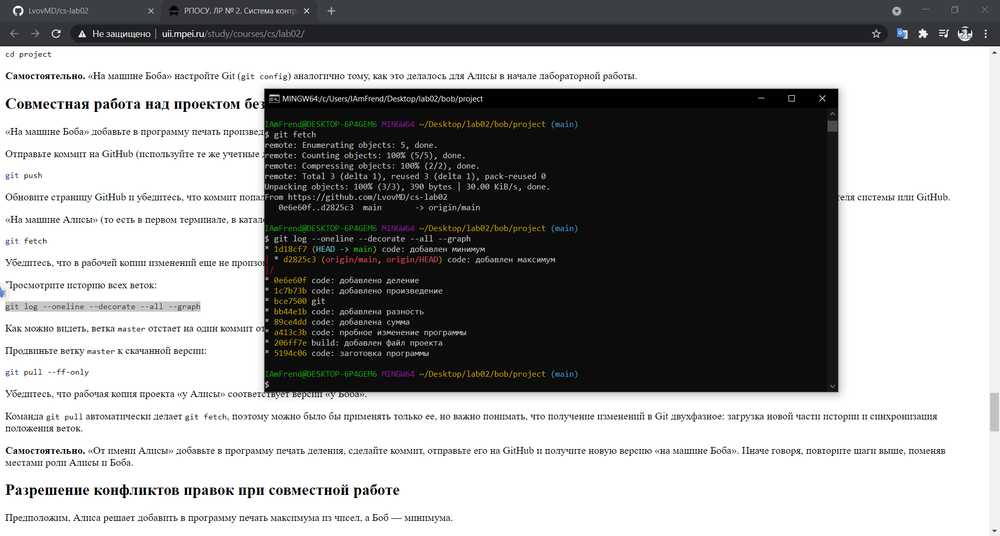 LvovMD/cs-lab02
РПОСУ. ЛР № 2. Система контр
Не защищено
uii.mpei.ru/study/courses/cs/lab02/
cd project
Самостоятельно. «На машине Боба» настройте Git (git config) аналогично тому, как это делалось для Алисы в начале лабораторной работы.
Совместная работа над проектом без
«На машине Боба» добавьте в программу печать произвед
Отправьте коммит на GitHub (используйте те же учетные
git push
Обновите страницу GitHub и убедитесь, что коммит попал
теля системы или GitHub.
«На машине Алисы» (то есть в первом терминале, в катало
git fetch
Убедитесь, что в рабочей копии изменений еще не произо
Просмотрите историю всех веток:
git log --oneline --decorate --all --graph
Как можно видеть, ветка master отстает на один коммит от
Продвиньте ветку master к скачанной версии:
git pull --ff-only
Убедитесь, что рабочая копия проекта «у Алисы» соответствует версии «у Боба».
Команда git pull автоматически делает git fetch, поэтому можно было бы применять только ее, но важно понимать, что получение изменений в Git двухфазное: загрузка новой части истории и синхронизация
положения веток.
Самостоятельно. «От имени Алисы» добавьте в программу печать деления, сделайте коммит, отправьте его на GitHub и получите новую версию «на машине Боба». Иначе говоря, повторите шаги выше, поменяв
местами роли Алисы и Боба.
Разрешение конфликтов правок при совместной работе
Предположим, Алиса решает добавить в программу печать максимума из чисел, а Боб — минимума.
MINGW64:/c/Users/IAmFrend/Desktop/lab02/bob/project
IAmFrend@DESKTOP-6P4GEM6 MINGW64 ~/Desktop/lab02/bob/project (main)
$ git fetch
remote: Enumerating objects: 5, done.
remote: Counting objects: 100% (5/5), done.
remote: Compressing objects: 100% (2/2), done.
remote: Total 3 (delta 1), reused 3 (delta 1), pack-reused 0
Unpacking objects: 100% (3/3), 390 bytes | 30.00 KiB/s, done.
From https://github.com/LvovMD/cs-lab02
   0e6e60f..d2825c3  main       -> origin/main
IAmFrend@DESKTOP-6P4GEM6 MINGW64 ~/Desktop/lab02/bob/project (main)
$ git log --oneline --decorate --all --graph
* 1d18cf7 (HEAD -> main) code: добавлен минимум
| * d2825c3 (origin/main, origin/HEAD) code: добавлен максимум
|/
* 0e6e60f code: добавлено деление
* 1c7b73b code: добавлено произведение
* bce7500 git
* bb44e1b code: добавлена разность
* 89ce4dd code: добавлена сумма
* a413c3b code: пробное изменение программы
* 206ff7e build: добавлен файл проекта
* 5194c06 code: заготовка программы
IAmFrend@DESKTOP-6P4GEM6 MINGW64 ~/Desktop/lab02/bob/project (main)
$